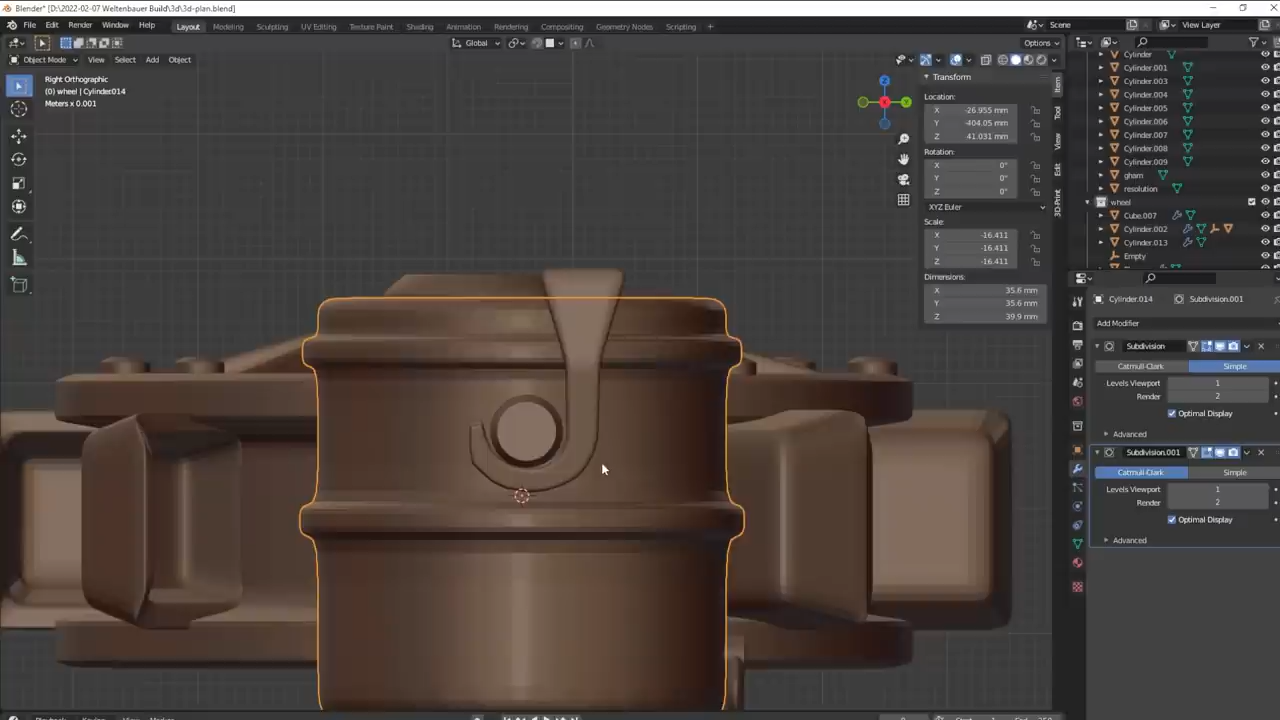 Blender* [D:\2022-02-07 Weltenbauer Build\3d\3d-plan.blend]
File Edit Render Window Help Layout Modeling Sculpting UV Editing Texture Paint Shading Animation Rendering Compositing Geometry Nodes Scripting + Scene View Layer
Global Options
Object Mode View Select Add Object
Right Orthographic
(0) wheel | Cylinder.014
Meters x 0.001
Z
Y
X
Transform
Location:
X -26.955 mm
Y -404.05 mm
Z 41.031 mm
Rotation:
X 0°
Y 0°
Z 0°
XYZ Euler
Scale:
X -16.411
Y -16.411
Z -16.411
Dimensions:
X 35.6 mm
Y 35.6 mm
Z 39.9 mm
Item
Tool
View
Edit
3D-Print
Cylinder
Cylinder.001
Cylinder.003
Cylinder.004
Cylinder.005
Cylinder.006
Cylinder.007
Cylinder.008
Cylinder.009
resolution
wheel
Cube.007
Cylinder.002
Cylinder.013
Empty
Cylinder.014 Subdivision.001
Add Modifier
Subdivision
Catmull-Clark Simple
Levels Viewport 1
Render 2
Optimal Display
Advanced
Subdivision.001
Catmull-Clark Simple
Levels Viewport 1
Render 2
Optimal Display
Advanced